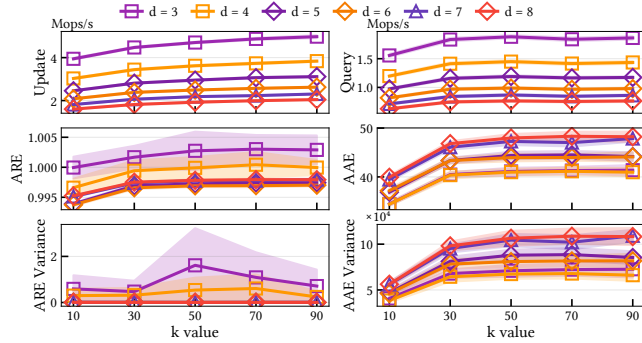 d = 3 d = 4 d = 5 d = 6 d = 7 d = 8
Mops/s Mops/s
Update
4
2
Query
1.5
1.0
ARE
1.005
1.000
0.995
AAE
50
40
ARE Variance
2
0
10 30 50 70 90
k value
×10⁴
AAE Variance
10
5
10 30 50 70 90
k value